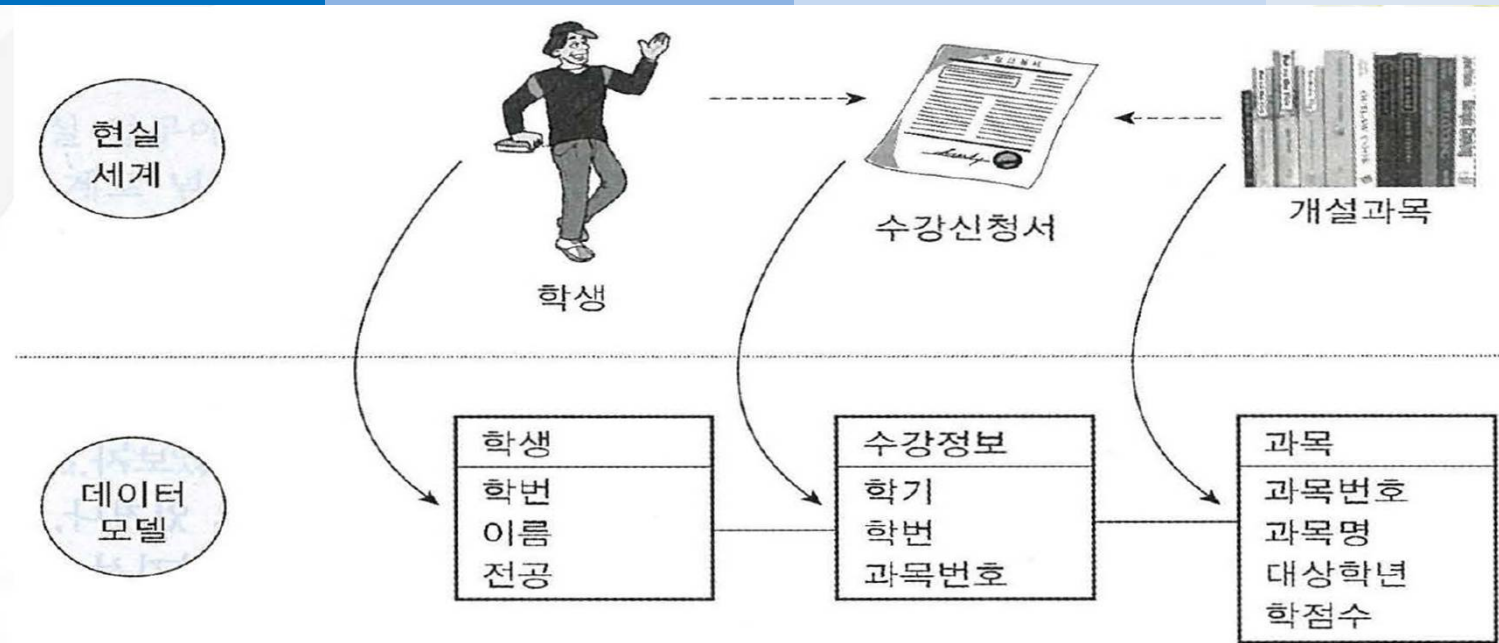 현실
세계
학생
수강신청서
개설과목
데이터
모델
학생
학번
이름
전공
수강정보
학기
학번
과목번호
과목
과목번호
과목명
대상학년
학점수